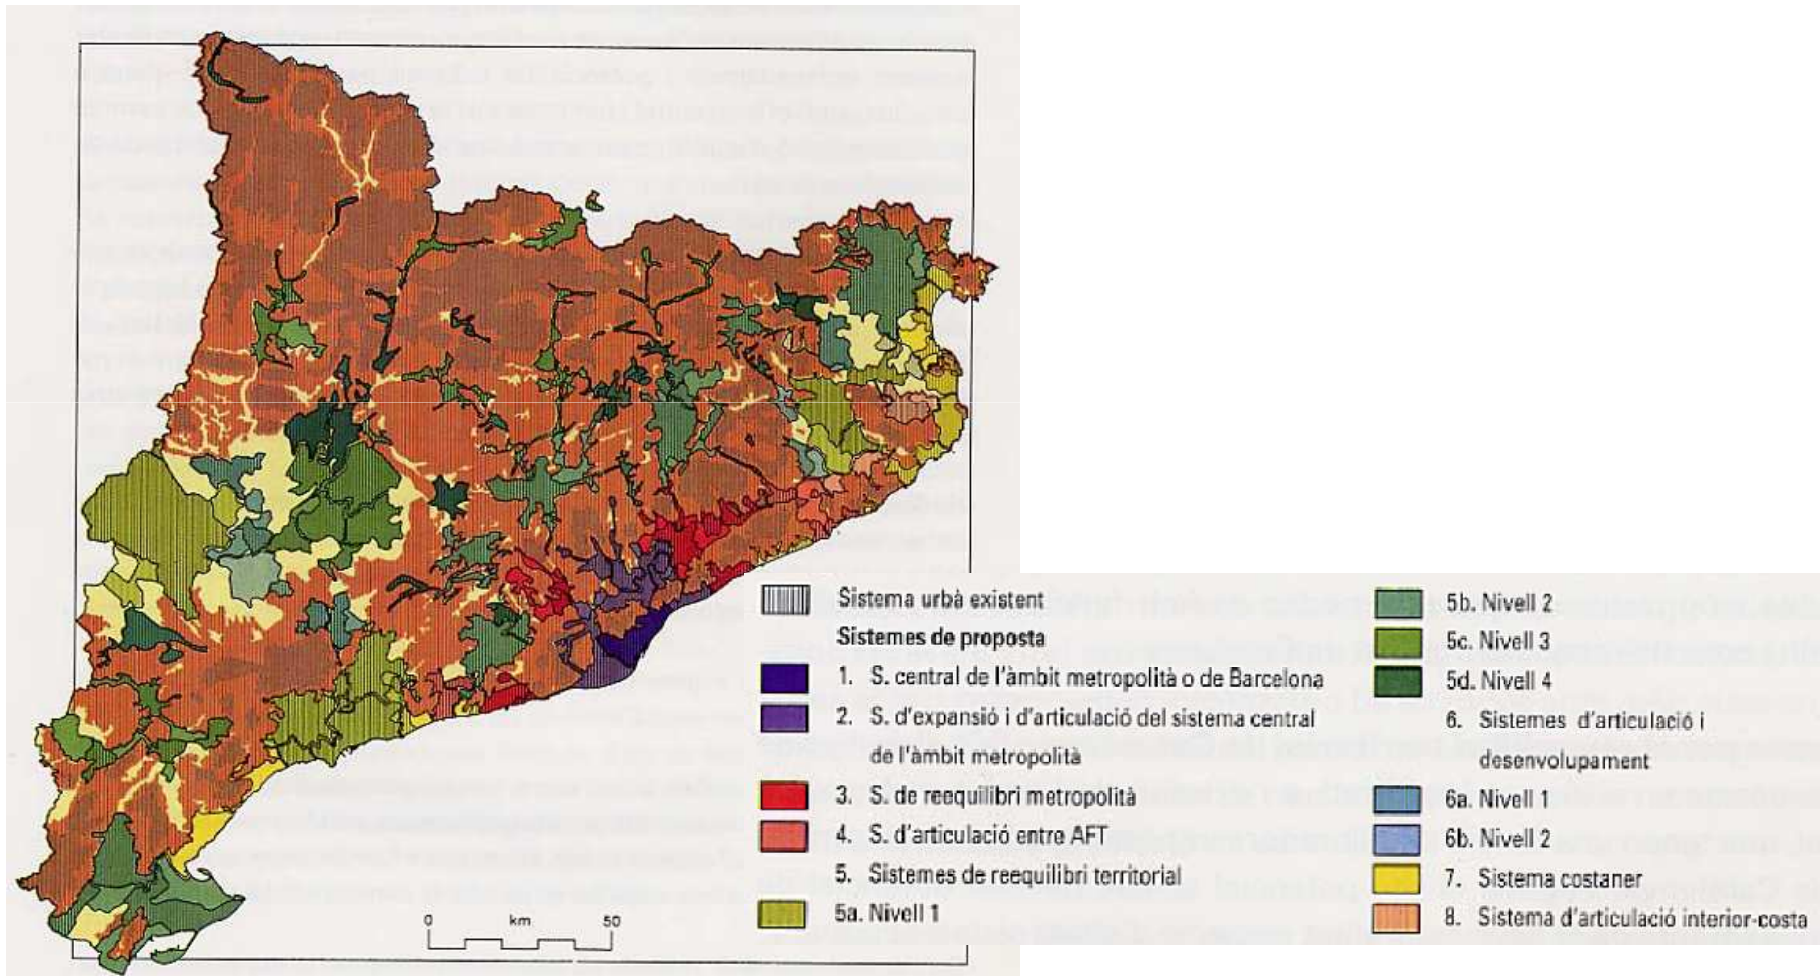 Sistema urbà existent
Sistemes de proposta
1. S. central de l'àmbit metropolità o de Barcelona
2. S. d'expansió i d'articulació del sistema central
de l'àmbit metropolità
3. S. de reequilibri metropolità
4. S. d'articulació entre AFT
5. Sistemes de reequilibri territorial
5a. Nivell 1
5b. Nivell 2
5c. Nivell 3
5d. Nivell 4
6. Sistemes d'articulació i
desenvolupament
6a. Nivell 1
6b. Nivell 2
7. Sistema costaner
8. Sistema d'articulació interior-costa
0 km 50